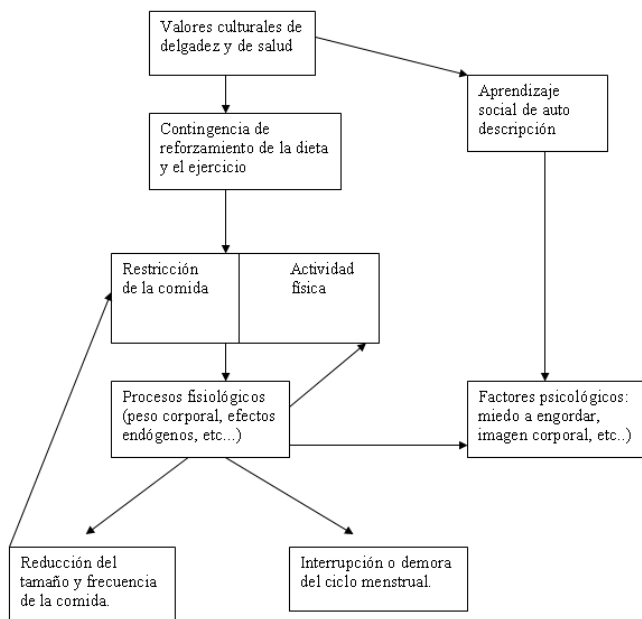 Valores culturales de
delgadez y de salud
Aprendizaje
social de auto
descripción
Contingencia de
reforzamiento de la dieta
y el ejercicio
Restricción
de la comida
Actividad
física
Procesos fisiológicos
(peso corporal, efectos
endógenos, etc...)
Factores psicológicos:
miedo a engordar,
imagen corporal, etc..)
Reducción del
tamaño y frecuencia
de la comida.
Interrupción o demora
del ciclo menstrual.